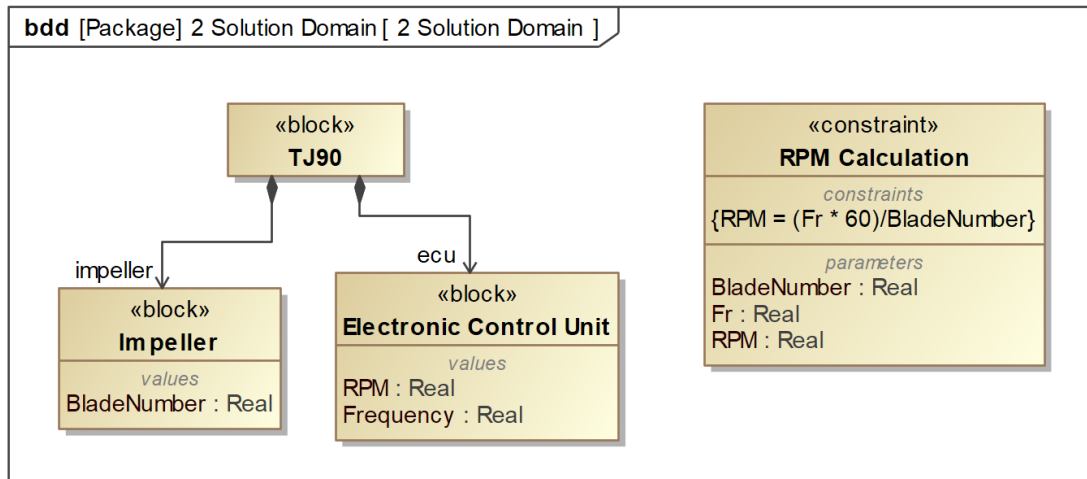 bdd [Package] 2 Solution Domain [ 2 Solution Domain ]
«block»
TJ90
impeller
ecu
«block»
Impeller
values
BladeNumber : Real
«block»
Electronic Control Unit
values
RPM : Real
Frequency : Real
«constraint»
RPM Calculation
constraints
{RPM = (Fr * 60)/BladeNumber}
parameters
BladeNumber : Real
Fr : Real
RPM : Real